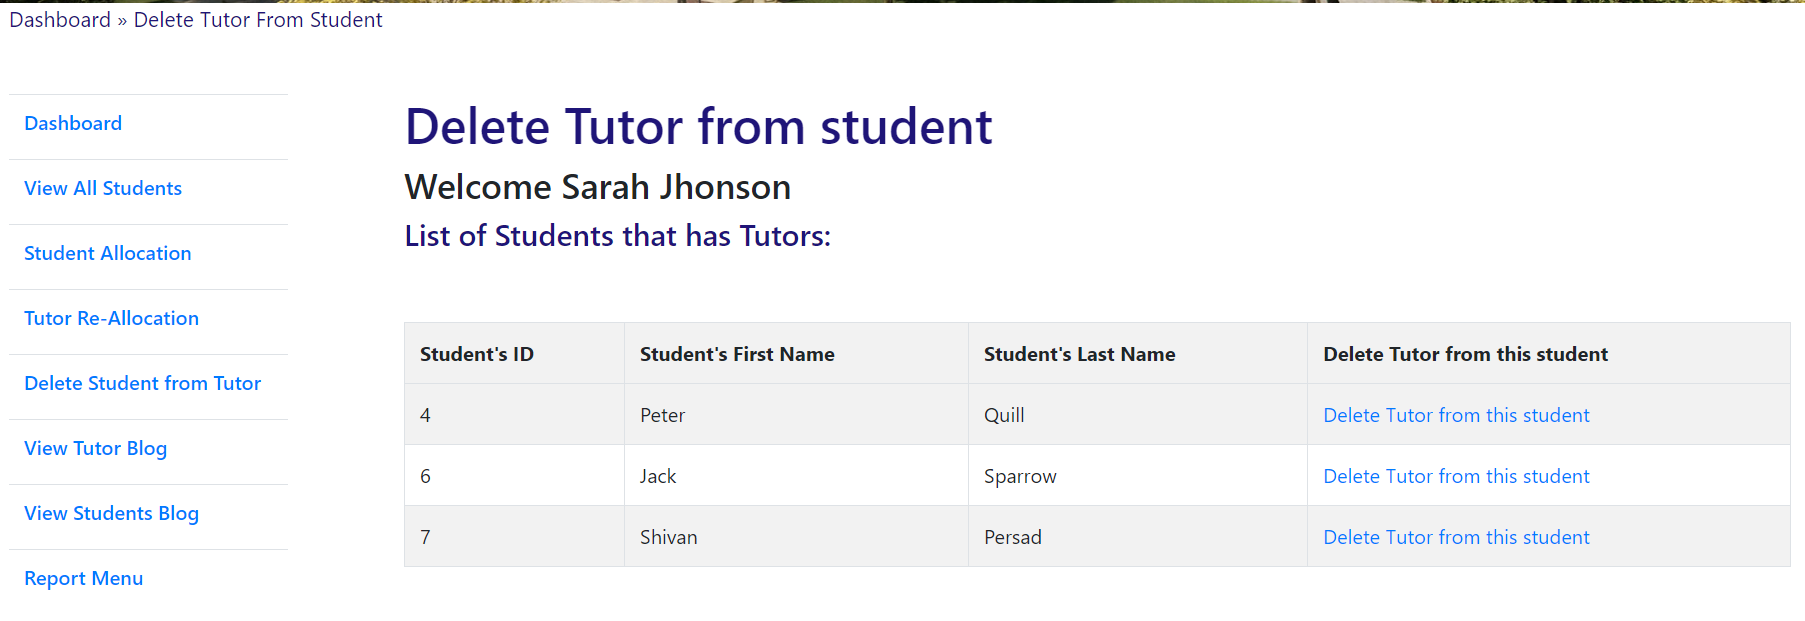 Dashboard » Delete Tutor From Student
Dashboard
View All Students
Student Allocation
Tutor Re-Allocation
Delete Student from Tutor
View Tutor Blog
View Students Blog
Report Menu
Delete Tutor from student
Welcome Sarah Jhonson
List of Students that has Tutors:
Student's ID Student's First Name Student's Last Name Delete Tutor from this student
4 Peter Quill Delete Tutor from this student
6 Jack Sparrow Delete Tutor from this student
7 Shivan Persad Delete Tutor from this student